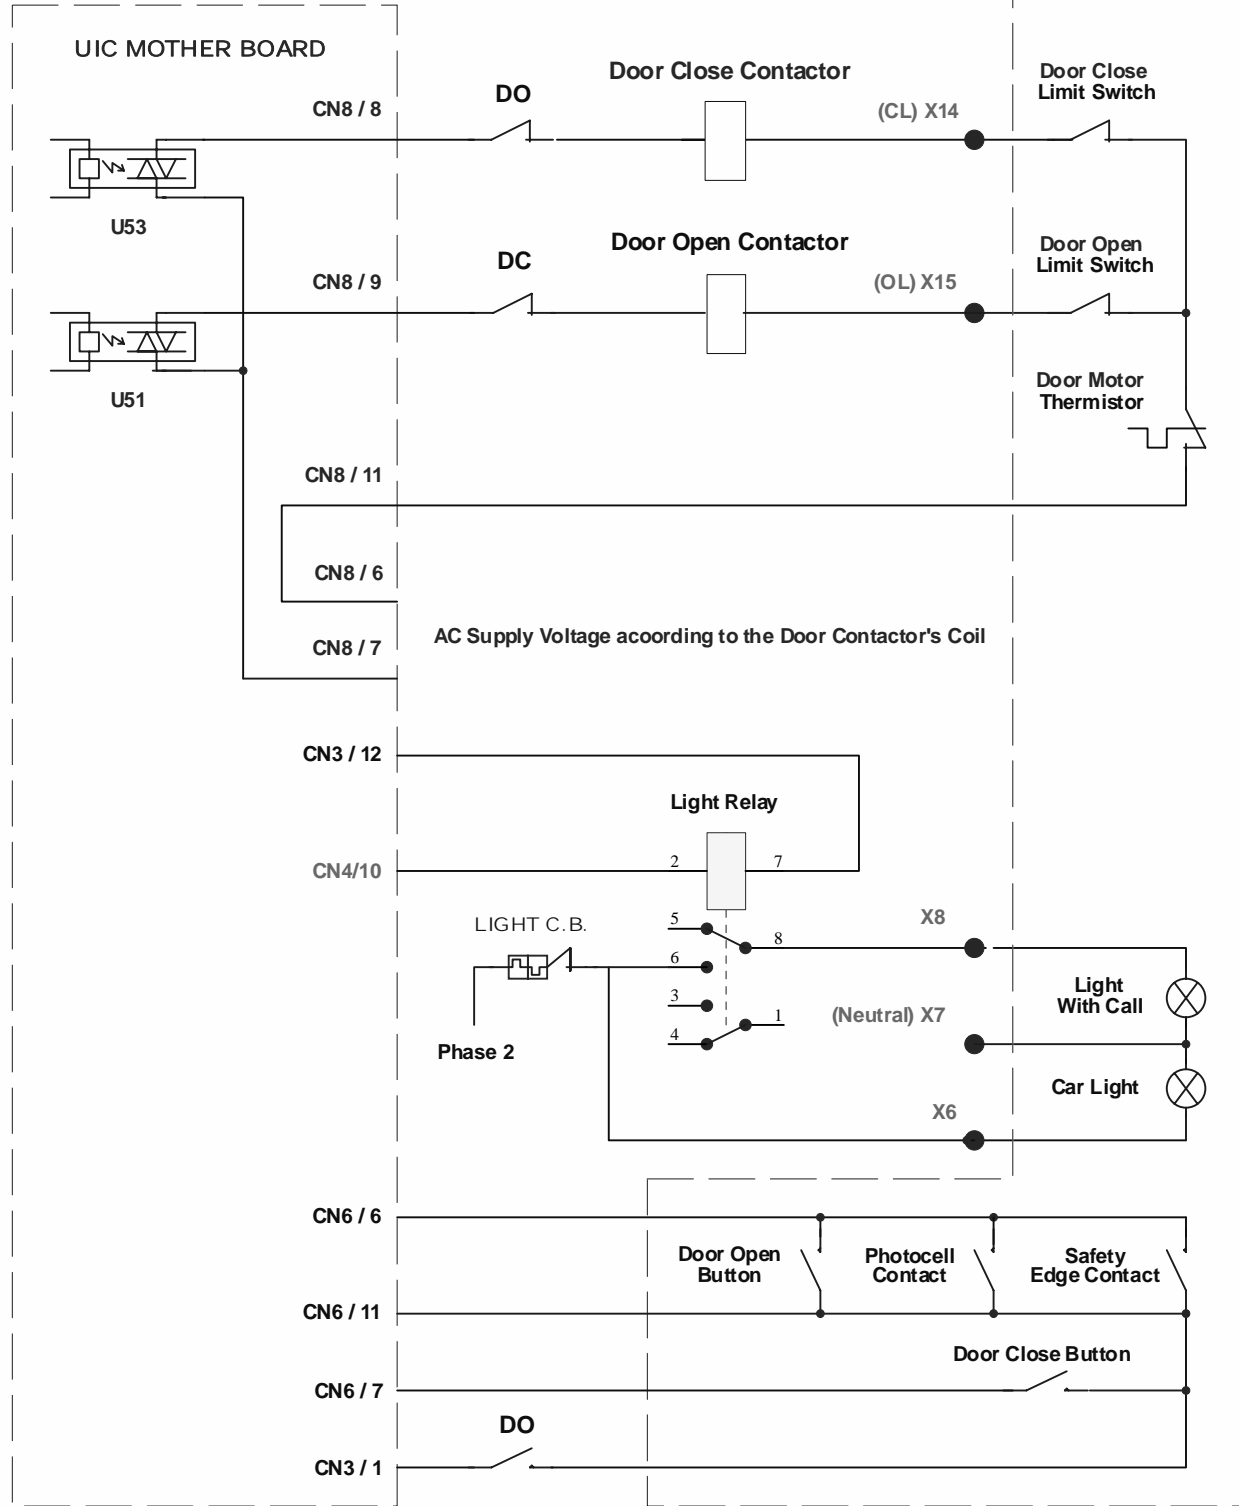 UIC MOTHER BOARD
Door Close Contactor
Door Close
Limit Switch
CN8 / 8
DO
(CL) X14
U53
Door Open Contactor
Door Open
Limit Switch
CN8 / 9
DC
(OL) X15
U51
Door Motor
Thermistor
CN8 / 11
CN8 / 6
AC Supply Voltage acoording to the Door Contactor's Coil
CN8 / 7
CN3 / 12
Light Relay
CN4/10
2
7
LIGHT C.B.
5
8
X8
6
3
Light
With Call
(Neutral) X7
1
4
Phase 2
Car Light
X6
CN6 / 6
Door Open
Button
Photocell
Contact
Safety
Edge Contact
CN6 / 11
Door Close Button
CN6 / 7
DO
CN3 / 1